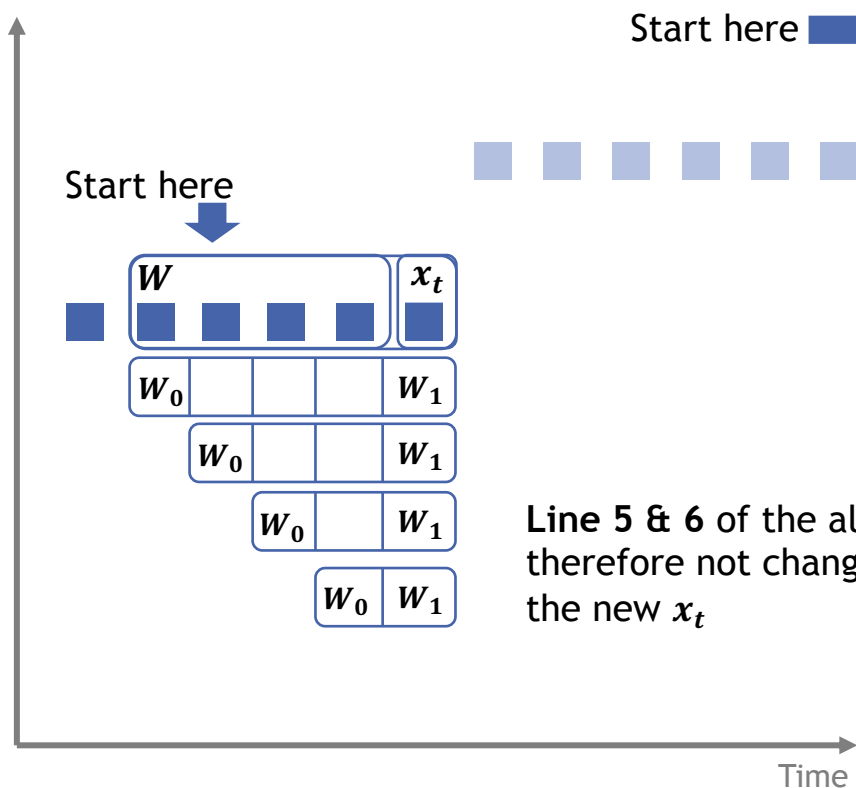 Start here
Start here
W x_t
W_0 W_1
W_0 W_1
W_0 W_1
W_0 W_1
Line 5 & 6 of the al
therefore not chang
the new x_t
Time